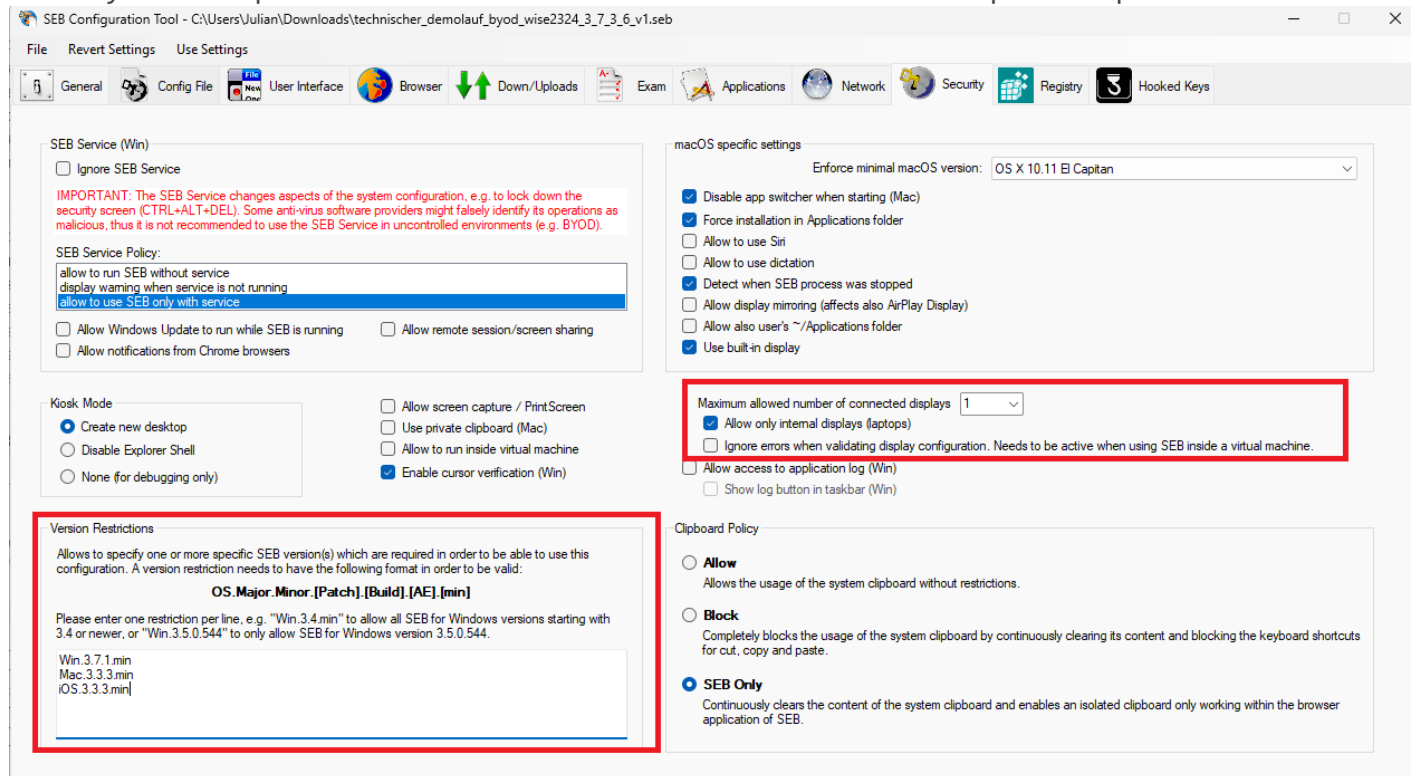 SEB Configuration Tool - C:\Users\Julian\Downloads\technischer_demolauf_byod_wise2324_3_7_3_6_v1.seb
File Revert Settings Use Settings
General Config File User Interface Browser Down/Uploads Exam Applications Network Security Registry Hooked Keys
SEB Service (Win)
Ignore SEB Service
IMPORTANT: The SEB Service changes aspects of the system configuration, e.g. to lock down the
security screen (CTRL+ALT+DEL). Some anti-virus software providers might falsely identify its operations as
malicious, thus it is not recommended to use the SEB Service in uncontrolled environments (e.g. BYOD).
SEB Service Policy:
allow to run SEB without service
display warning when service is not running
allow to use SEB only with service
Allow Windows Update to run while SEB is running
Allow remote session/screen sharing
Allow notifications from Chrome browsers
macOS specific settings
Enforce minimal macOS version: OS X 10.11 El Capitan
Disable app switcher when starting (Mac)
Force installation in Applications folder
Allow to use Siri
Allow to use dictation
Detect when SEB process was stopped
Allow display mirroring (affects also AirPlay Display)
Allow also user's ~/Applications folder
Use built-in display
Kiosk Mode
Create new desktop
Disable Explorer Shell
None (for debugging only)
Allow screen capture / PrintScreen
Use private clipboard (Mac)
Allow to run inside virtual machine
Enable cursor verification (Win)
Maximum allowed number of connected displays 1
Allow only internal displays (laptops)
Ignore errors when validating display configuration. Needs to be active when using SEB inside a virtual machine.
Allow access to application log (Win)
Show log button in taskbar (Win)
Version Restrictions
Allows to specify one or more specific SEB version(s) which are required in order to be able to use this
configuration. A version restriction needs to have the following format in order to be valid:
OS.Major.Minor.[Patch].[Build].[AE].[min]
Please enter one restriction per line, e.g. "Win.3.4.min" to allow all SEB for Windows versions starting with
3.4 or newer, or "Win.3.5.0.544" to only allow SEB for Windows version 3.5.0.544.
Win.3.7.1.min
Mac.3.3.3.min
iOS.3.3.3.min
Clipboard Policy
Allow
Allows the usage of the system clipboard without restrictions.
Block
Completely blocks the usage of the system clipboard by continuously clearing its content and blocking the keyboard shortcuts
for cut, copy and paste.
SEB Only
Continuously clears the content of the system clipboard and enables an isolated clipboard only working within the browser
application of SEB.